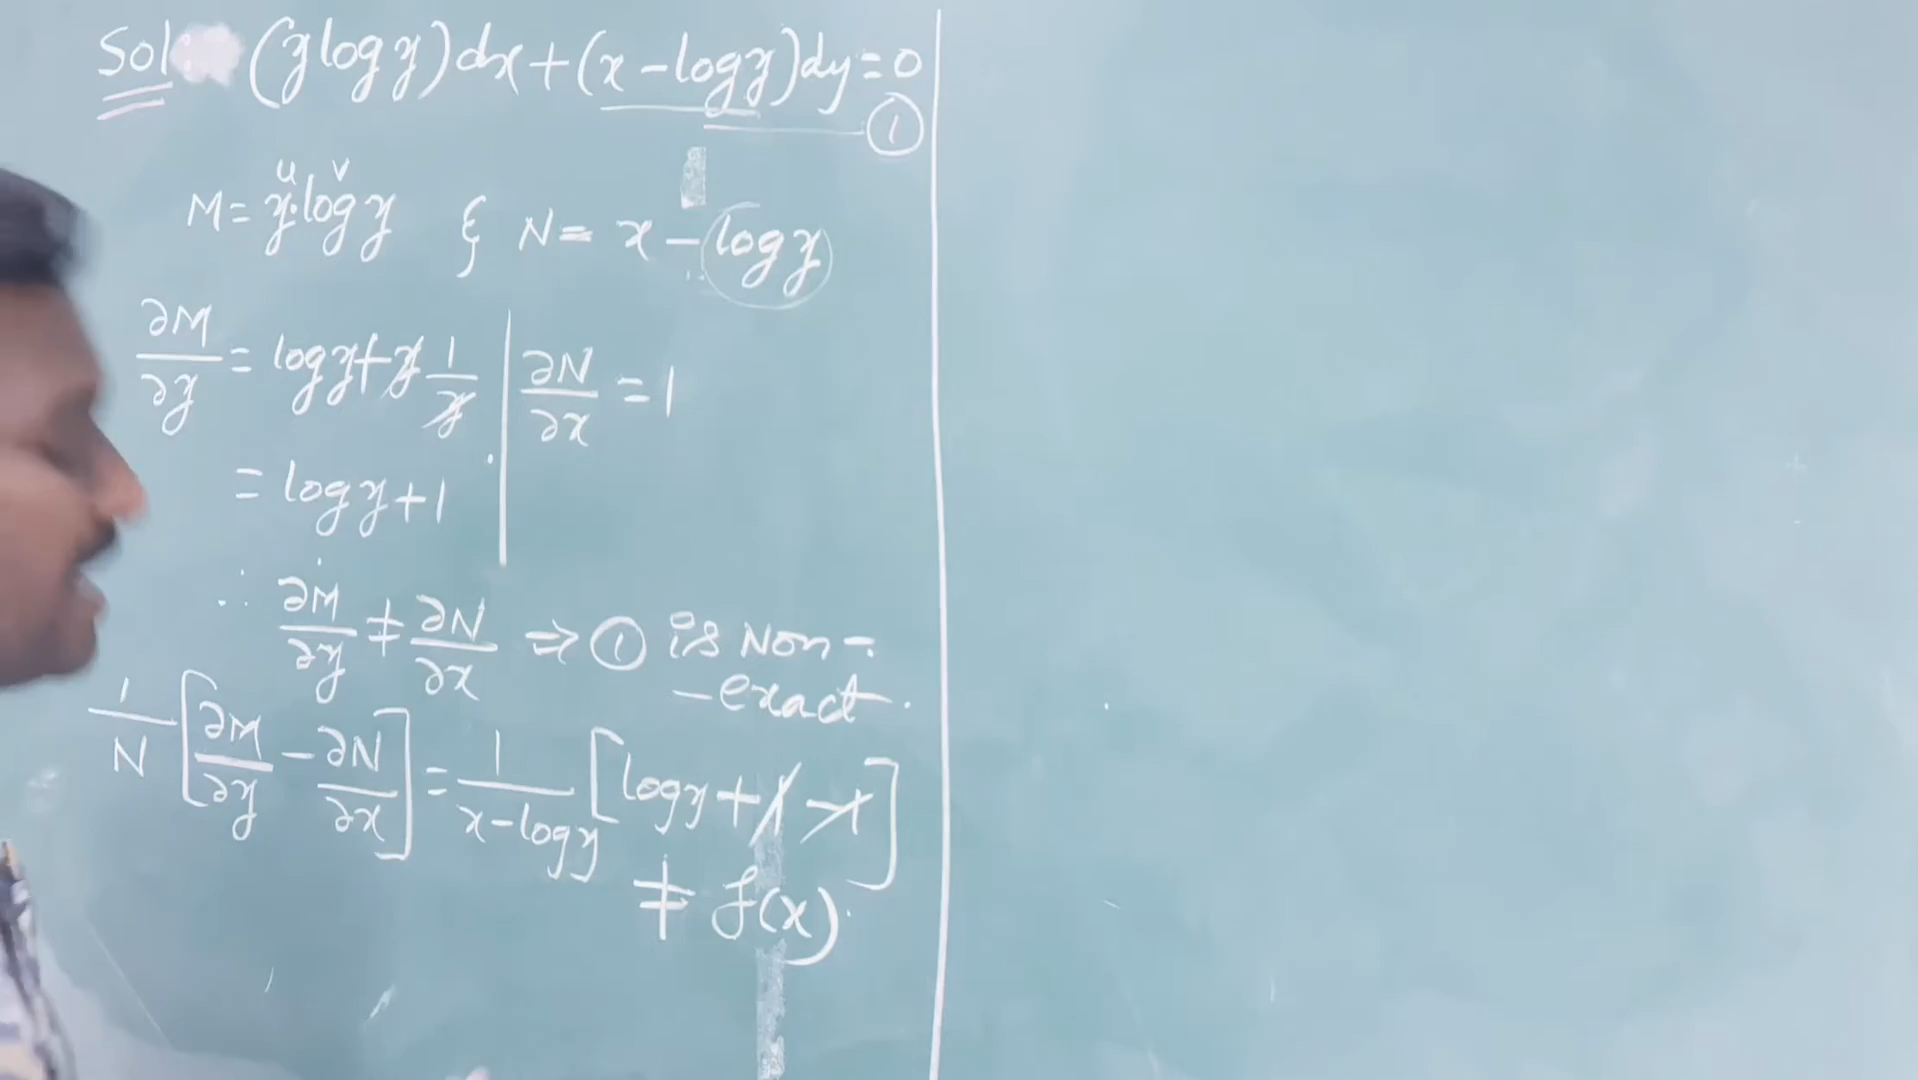 Sol: (y log y)dx + (x - log y)dy = 0
①
u v
M = y·log y & N = x - log y
∂M/∂y = log y + y 1/y | ∂N/∂x = 1
= log y + 1
∴ ∂M/∂y ≠ ∂N/∂x ⇒ ① is Non-
-exact.
1/N [∂M/∂y - ∂N/∂x] = 1/(x - log y) [log y + 1 - 1]
≠ f(x).